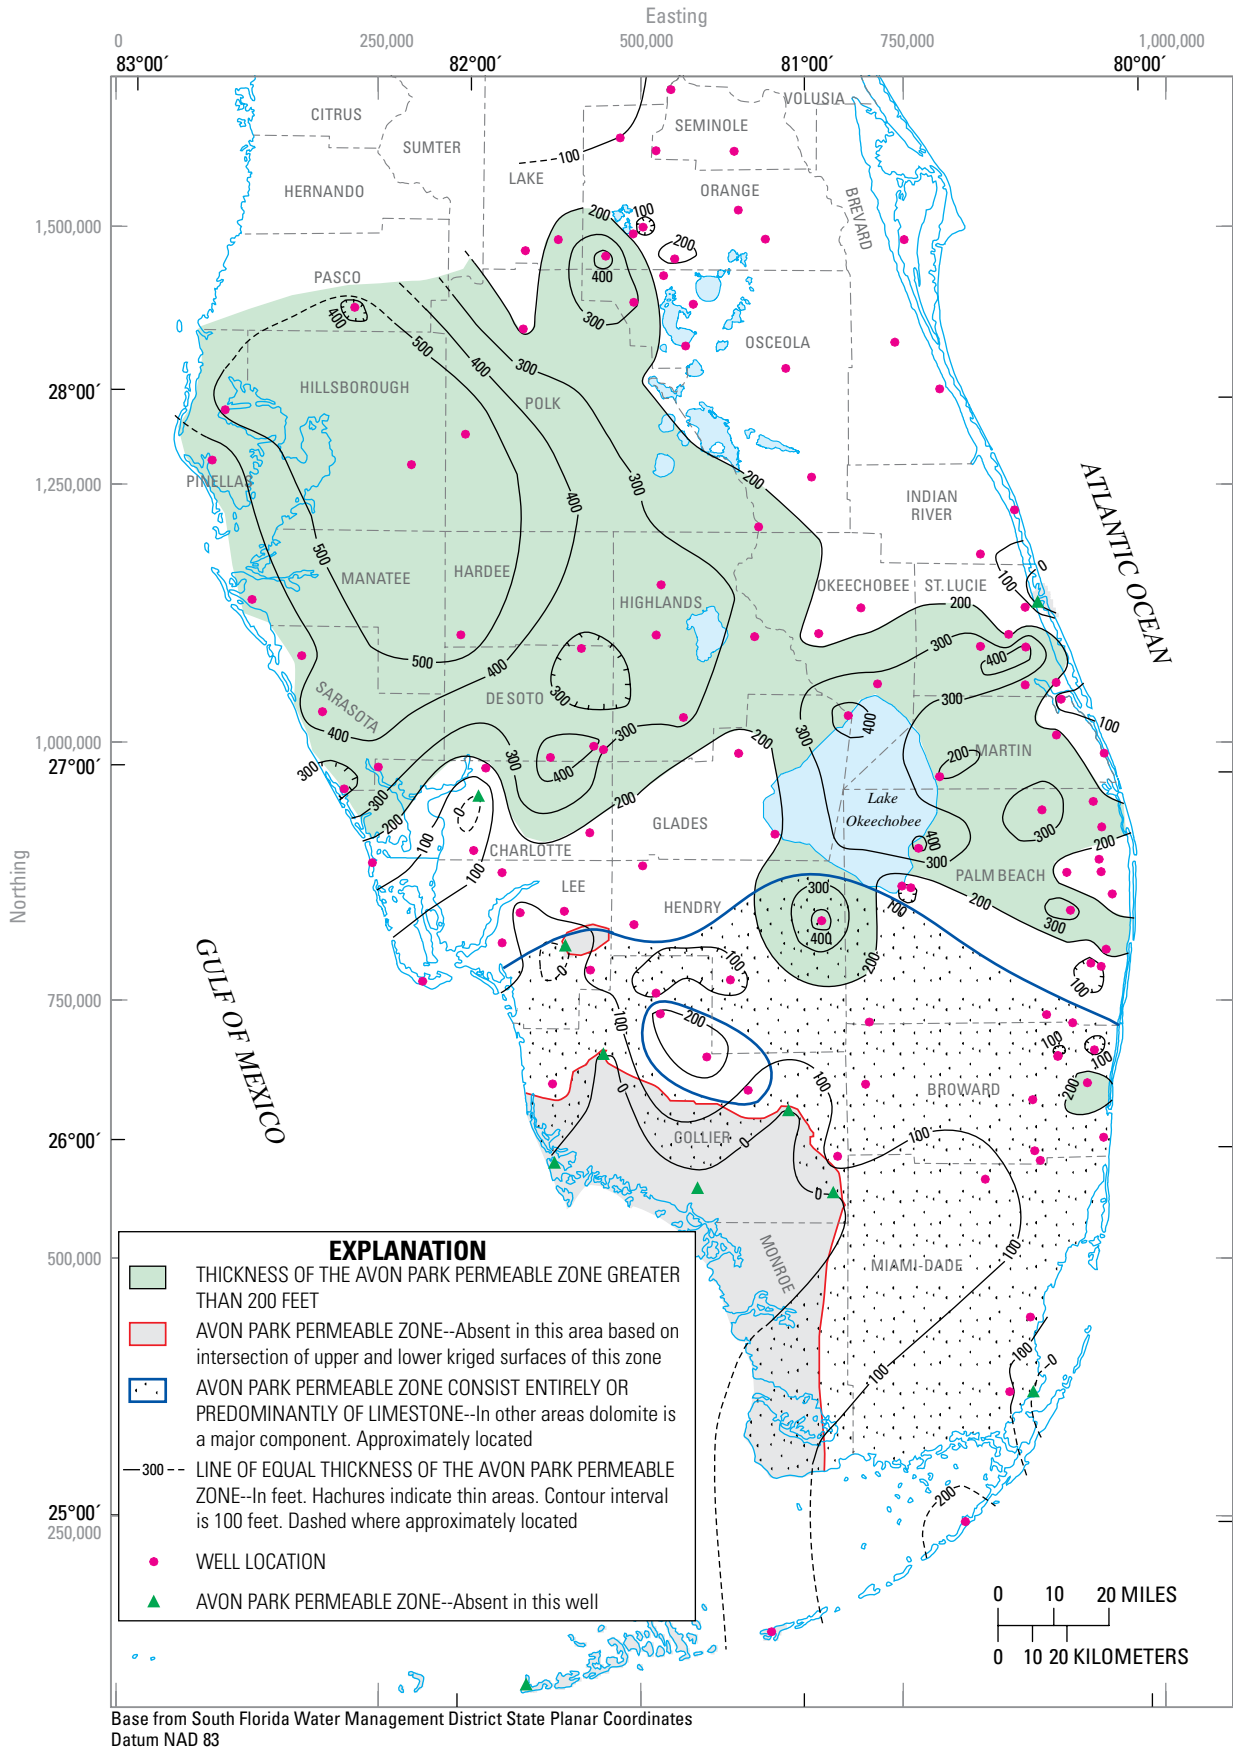 Easting
0 250,000 500,000 750,000 1,000,000
83°00′ 82°00′ 81°00′ 80°00′
Northing
1,500,000
28°00′
1,250,000
1,000,000
27°00′
750,000
26°00′
500,000
25°00′
250,000
CITRUS
SUMTER
VOLUSIA
SEMINOLE
LAKE
HERNANDO
ORANGE
BREVARD
PASCO
OSCEOLA
HILLSBOROUGH
POLK
PINELLAS
INDIAN
RIVER
MANATEE
HARDEE
HIGHLANDS
OKEECHOBEE
ST. LUCIE
SARASOTA
DESOTO
MARTIN
Lake
Okeechobee
GLADES
CHARLOTTE
PALM BEACH
LEE
HENDRY
BROWARD
COLLIER
MONROE
MIAMI-DADE
ATLANTIC OCEAN
GULF OF MEXICO
100
200
100
200
400
300
400
500
400
300
300
400
200
500
500
400
300
400
300
300
300
400
200
300
200
100
100
0
0
100
200
300
400
300
100
200
400
200
300
400
300
200
200
300
100
300
400
200
100
0
100
100
200
0
0
0
100
100
100
100
200
100
100
100
0
200
EXPLANATION
THICKNESS OF THE AVON PARK PERMEABLE ZONE GREATER
THAN 200 FEET
AVON PARK PERMEABLE ZONE--Absent in this area based on
intersection of upper and lower kriged surfaces of this zone
AVON PARK PERMEABLE ZONE CONSIST ENTIRELY OR
PREDOMINANTLY OF LIMESTONE--In other areas dolomite is
a major component. Approximately located
300 LINE OF EQUAL THICKNESS OF THE AVON PARK PERMEABLE
ZONE--In feet. Hachures indicate thin areas. Contour interval
is 100 feet. Dashed where approximately located
WELL LOCATION
AVON PARK PERMEABLE ZONE--Absent in this well
0 10 20 MILES
0 10 20 KILOMETERS
Base from South Florida Water Management District State Planar Coordinates
Datum NAD 83